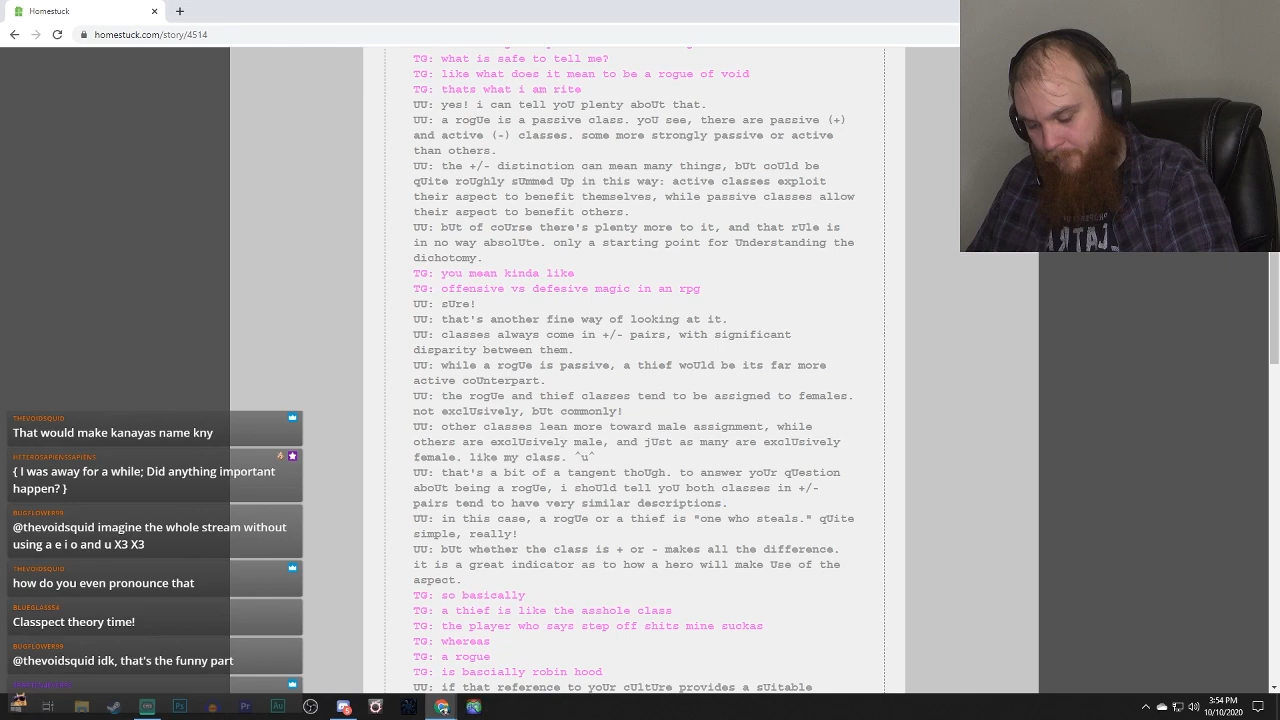 Homestuck
homestuck.com/story/4514
TG: what is safe to tell me?
TG: like what does it mean to be a rogue of void
TG: thats what i am rite
UU: yes! i can tell yoU plenty aboUt that.
UU: a rogUe is a passive class. yoU see, there are passive (+)
and active (-) classes. some more strongly passive or active
than others.
UU: the +/- distinction can mean many things, bUt coUld be
qUite roUghly sUmmed Up in this way: active classes exploit
their aspect to benefit themselves, while passive classes allow
their aspect to benefit others.
UU: bUt of coUrse there's plenty more to it, and that rUle is
in no way absolUte. only a starting point for Understanding the
dichotomy.
TG: you mean kinda like
TG: offensive vs defesive magic in an rpg
UU: sUre!
UU: that's another fine way of looking at it.
UU: classes always come in +/- pairs, with significant
disparity between them.
UU: while a rogUe is passive, a thief woUld be its far more
active coUnterpart.
UU: the rogUe and thief classes tend to be assigned to females.
not exclUsively, bUt commonly!
UU: other classes lean more toward male assignment, while
others are exclUsively male, and jUst as many are exclUsively
female. like my class. ^u^
UU: that's a bit of a tangent thoUgh. to answer yoUr qUestion
aboUt being a rogUe, i shoUld tell yoU both classes in +/-
pairs tend to have very similar descriptions.
UU: in this case, a rogUe or a thief is "one who steals." qUite
simple, really!
UU: bUt whether the class is + or - makes all the difference.
it is a great indicator as to how a hero will make Use of the
aspect.
TG: so basically
TG: a thief is like the asshole class
TG: the player who says step off shits mine suckas
TG: whereas
TG: a rogue
TG: is bascially robin hood
UU: if that reference to yoUr cUltUre provides a sUitable
THEVOIDSQUID
That would make kanayas name kny
HETEROSAPIENSSAPIENS
{ I was away for a while; Did anything important
happen? }
BUGFLOWER99
@thevoidsquid imagine the whole stream without
using a e i o and u X3 X3
THEVOIDSQUID
how do you even pronounce that
BLUEGLASSS#
Classpect theory time!
BUGFLOWER99
@thevoidsquid idk, that's the funny part
3:54 PM
10/10/2020